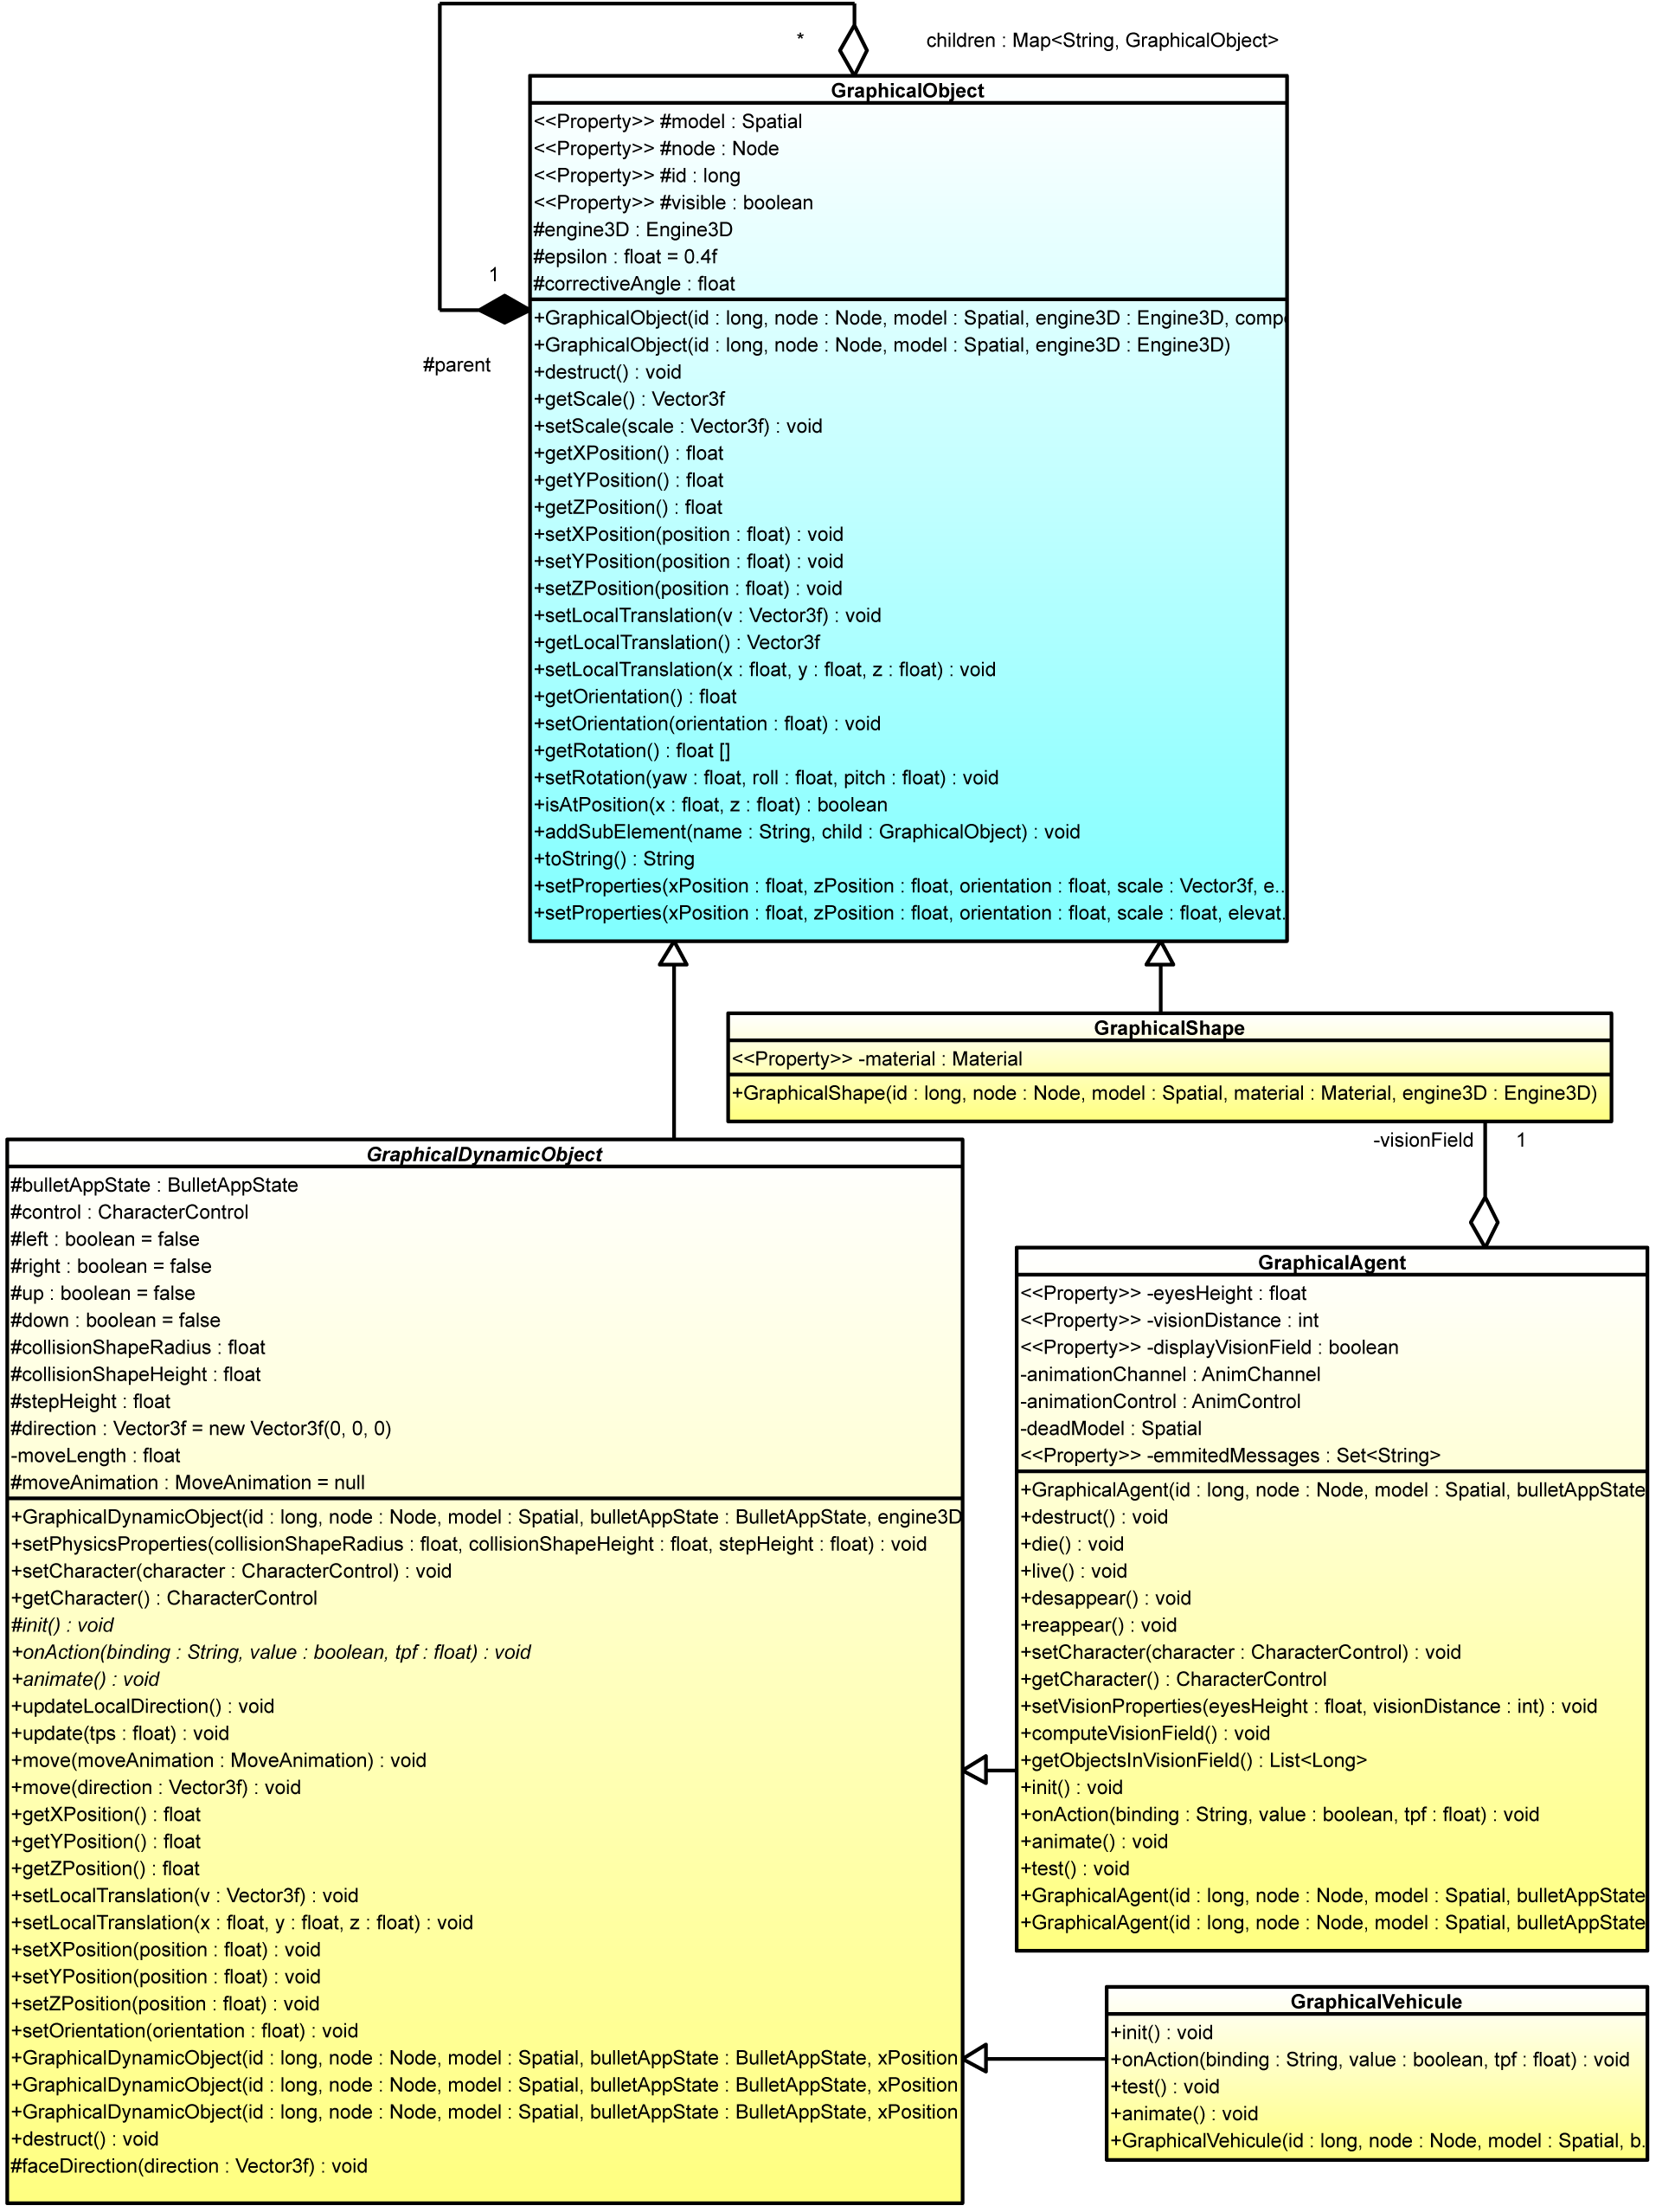 *
children : Map<String, GraphicalObject>
GraphicalObject
<<Property>> #model : Spatial
<<Property>> #node : Node
<<Property>> #id : long
<<Property>> #visible : boolean
#engine3D : Engine3D
#epsilon : float = 0.4f
#correctiveAngle : float
1
#parent
+GraphicalObject(id : long, node : Node, model : Spatial, engine3D : Engine3D, comp
+GraphicalObject(id : long, node : Node, model : Spatial, engine3D : Engine3D)
+destruct() : void
+getScale() : Vector3f
+setScale(scale : Vector3f) : void
+getXPosition() : float
+getYPosition() : float
+getZPosition() : float
+setXPosition(position : float) : void
+setYPosition(position : float) : void
+setZPosition(position : float) : void
+setLocalTranslation(v : Vector3f) : void
+getLocalTranslation() : Vector3f
+setLocalTranslation(x : float, y : float, z : float) : void
+getOrientation() : float
+setOrientation(orientation : float) : void
+getRotation() : float []
+setRotation(yaw : float, roll : float, pitch : float) : void
+isAtPosition(x : float, z : float) : boolean
+addSubElement(name : String, child : GraphicalObject) : void
+toString() : String
+setProperties(xPosition : float, zPosition : float, orientation : float, scale : Vector3f, e..
+setProperties(xPosition : float, zPosition : float, orientation : float, scale : float, elevat.
GraphicalShape
<<Property>> -material : Material
+GraphicalShape(id : long, node : Node, model : Spatial, material : Material, engine3D : Engine3D)
-visionField
1
GraphicalDynamicObject
#bulletAppState : BulletAppState
#control : CharacterControl
#left : boolean = false
#right : boolean = false
#up : boolean = false
#down : boolean = false
#collisionShapeRadius : float
#collisionShapeHeight : float
#stepHeight : float
#direction : Vector3f = new Vector3f(0, 0, 0)
-moveLength : float
#moveAnimation : MoveAnimation = null
+GraphicalDynamicObject(id : long, node : Node, model : Spatial, bulletAppState : BulletAppState, engine3D
+setPhysicsProperties(collisionShapeRadius : float, collisionShapeHeight : float, stepHeight : float) : void
+setCharacter(character : CharacterControl) : void
+getCharacter() : CharacterControl
#init() : void
+onAction(binding : String, value : boolean, tpf : float) : void
+animate() : void
+updateLocalDirection() : void
+update(tps : float) : void
+move(moveAnimation : MoveAnimation) : void
+move(direction : Vector3f) : void
+getXPosition() : float
+getYPosition() : float
+getZPosition() : float
+setLocalTranslation(v : Vector3f) : void
+setLocalTranslation(x : float, y : float, z : float) : void
+setXPosition(position : float) : void
+setYPosition(position : float) : void
+setZPosition(position : float) : void
+setOrientation(orientation : float) : void
+GraphicalDynamicObject(id : long, node : Node, model : Spatial, bulletAppState : BulletAppState, xPosition
+GraphicalDynamicObject(id : long, node : Node, model : Spatial, bulletAppState : BulletAppState, xPosition
+GraphicalDynamicObject(id : long, node : Node, model : Spatial, bulletAppState : BulletAppState, xPosition
+destruct() : void
#faceDirection(direction : Vector3f) : void
GraphicalAgent
<<Property>> -eyesHeight : float
<<Property>> -visionDistance : int
<<Property>> -displayVisionField : boolean
-animationChannel : AnimChannel
-animationControl : AnimControl
-deadModel : Spatial
<<Property>> -emmitedMessages : Set<String>
+GraphicalAgent(id : long, node : Node, model : Spatial, bulletAppState
+destruct() : void
+die() : void
+live() : void
+desappear() : void
+reappear() : void
+setCharacter(character : CharacterControl) : void
+getCharacter() : CharacterControl
+setVisionProperties(eyesHeight : float, visionDistance : int) : void
+computeVisionField() : void
+getObjectsInVisionField() : List<Long>
+init() : void
+onAction(binding : String, value : boolean, tpf : float) : void
+animate() : void
+test() : void
+GraphicalAgent(id : long, node : Node, model : Spatial, bulletAppState
+GraphicalAgent(id : long, node : Node, model : Spatial, bulletAppState
GraphicalVehicule
+init() : void
+onAction(binding : String, value : boolean, tpf : float) : void
+test() : void
+animate() : void
+GraphicalVehicule(id : long, node : Node, model : Spatial, b.